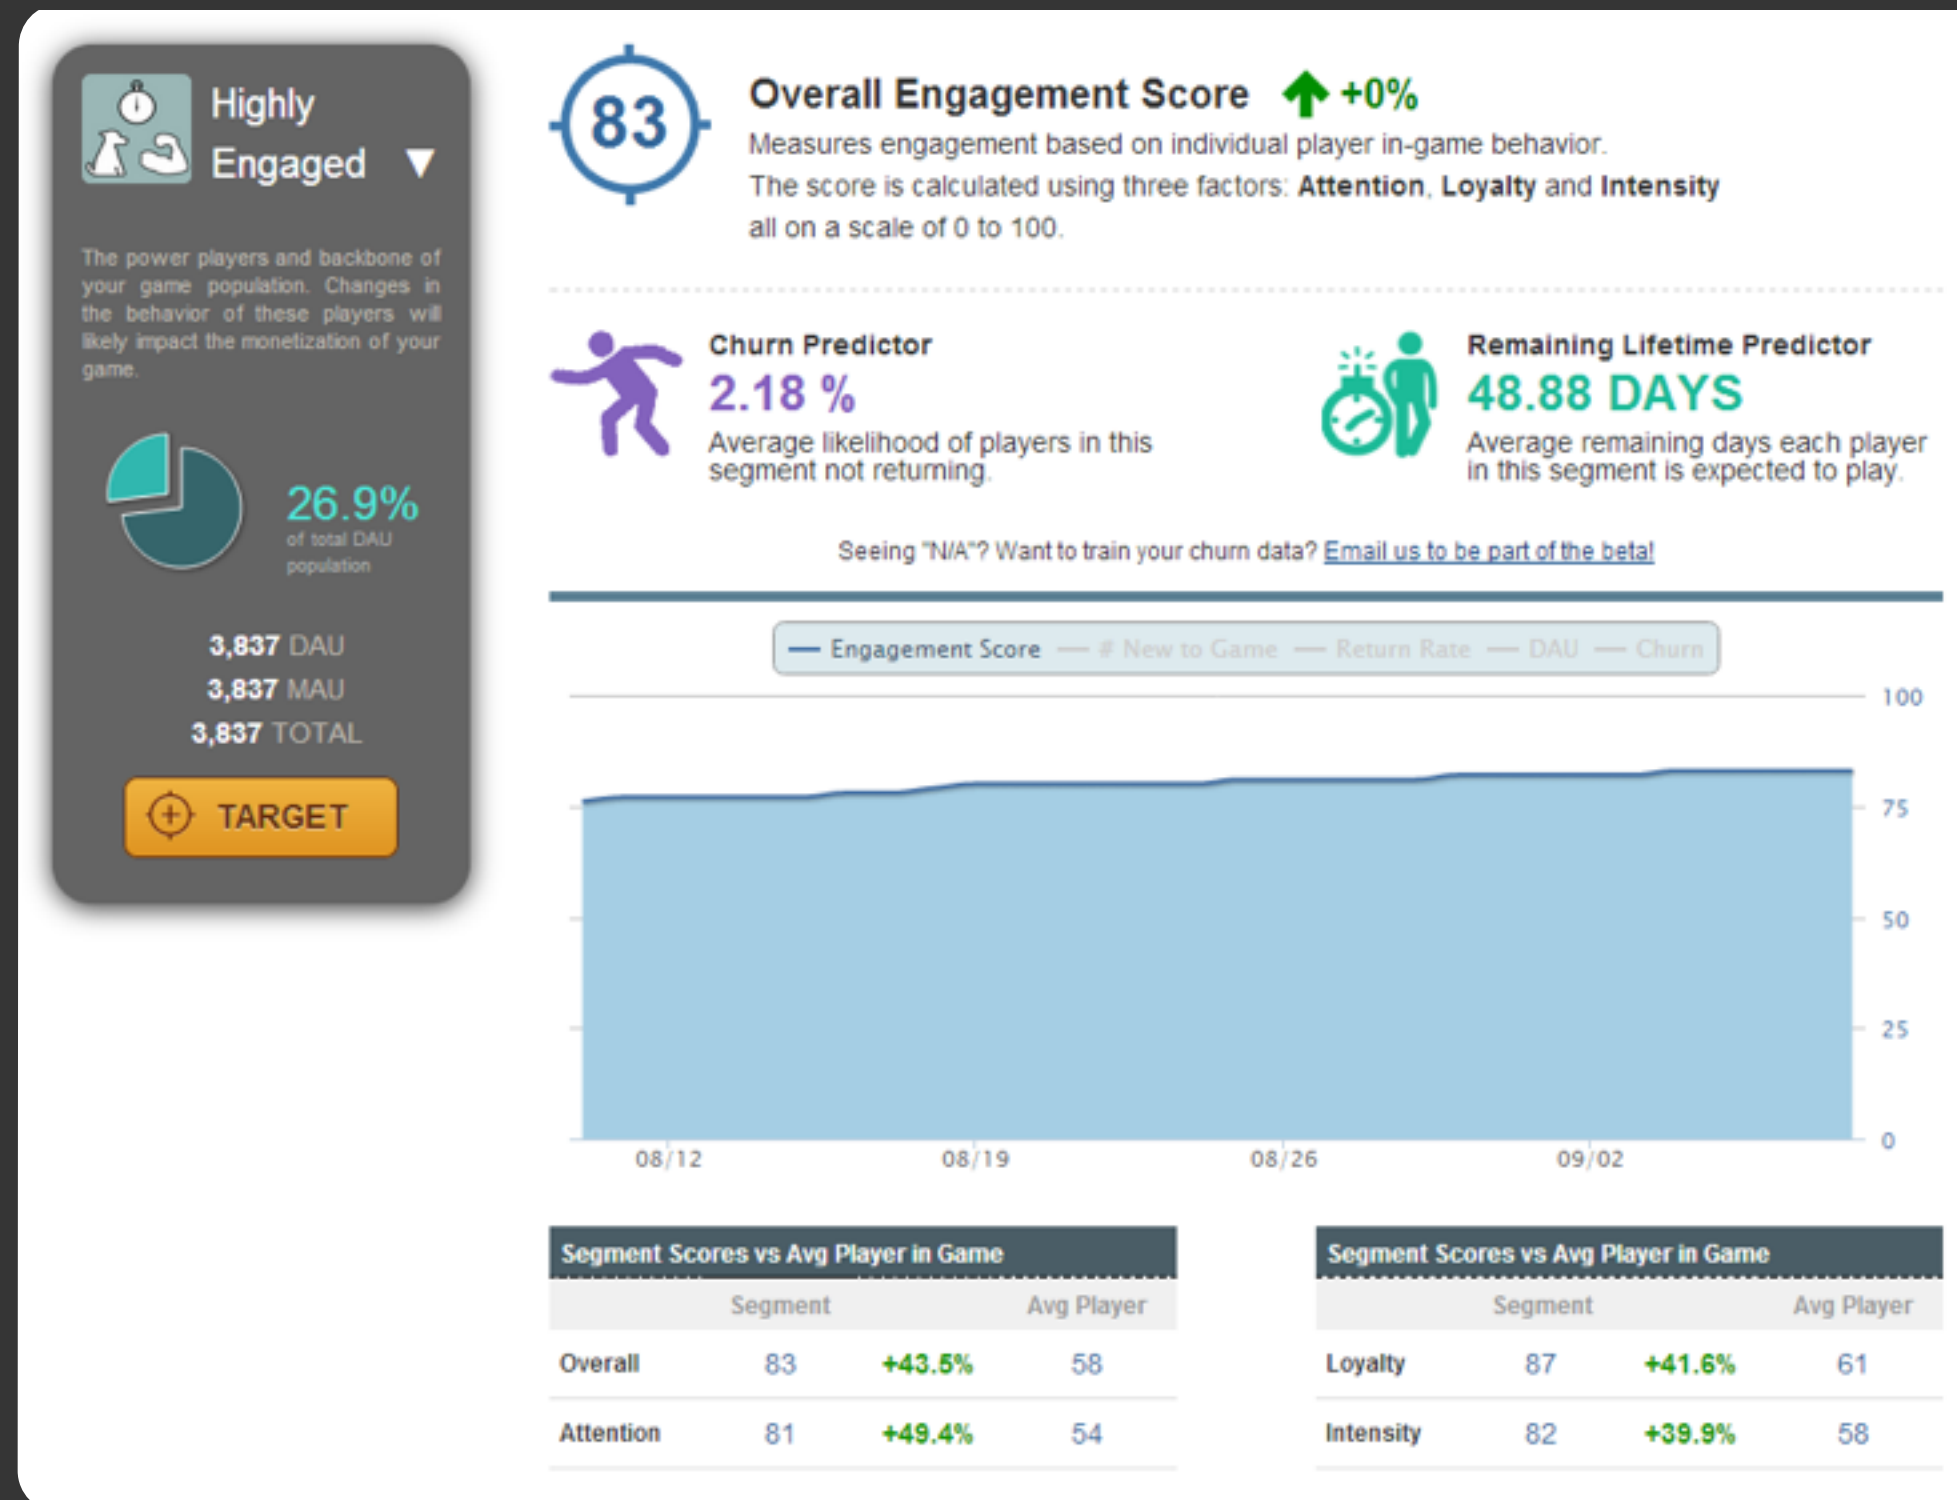 Highly
Engaged ▼
The power players and backbone of
your game population. Changes in
the behavior of these players will
likely impact the monetization of your
game.
26.9%
of total DAU
population
3,837 DAU
3,837 MAU
3,837 TOTAL
TARGET
83
Overall Engagement Score +0%
Measures engagement based on individual player in-game behavior.
The score is calculated using three factors: Attention, Loyalty and Intensity
all on a scale of 0 to 100.
Churn Predictor
2.18 %
Average likelihood of players in this
segment not returning.
Remaining Lifetime Predictor
48.88 DAYS
Average remaining days each player
in this segment is expected to play.
Seeing "N/A"? Want to train your churn data? Email us to be part of the beta!
Engagement Score # New to Game Return Rate DAU Churn
100
75
50
25
0
08/12 08/19 08/26 09/02
Segment Scores vs Avg Player in Game
Segment Avg Player
Overall 83 +43.5% 58
Attention 81 +49.4% 54
Segment Scores vs Avg Player in Game
Segment Avg Player
Loyalty 87 +41.6% 61
Intensity 82 +39.9% 58